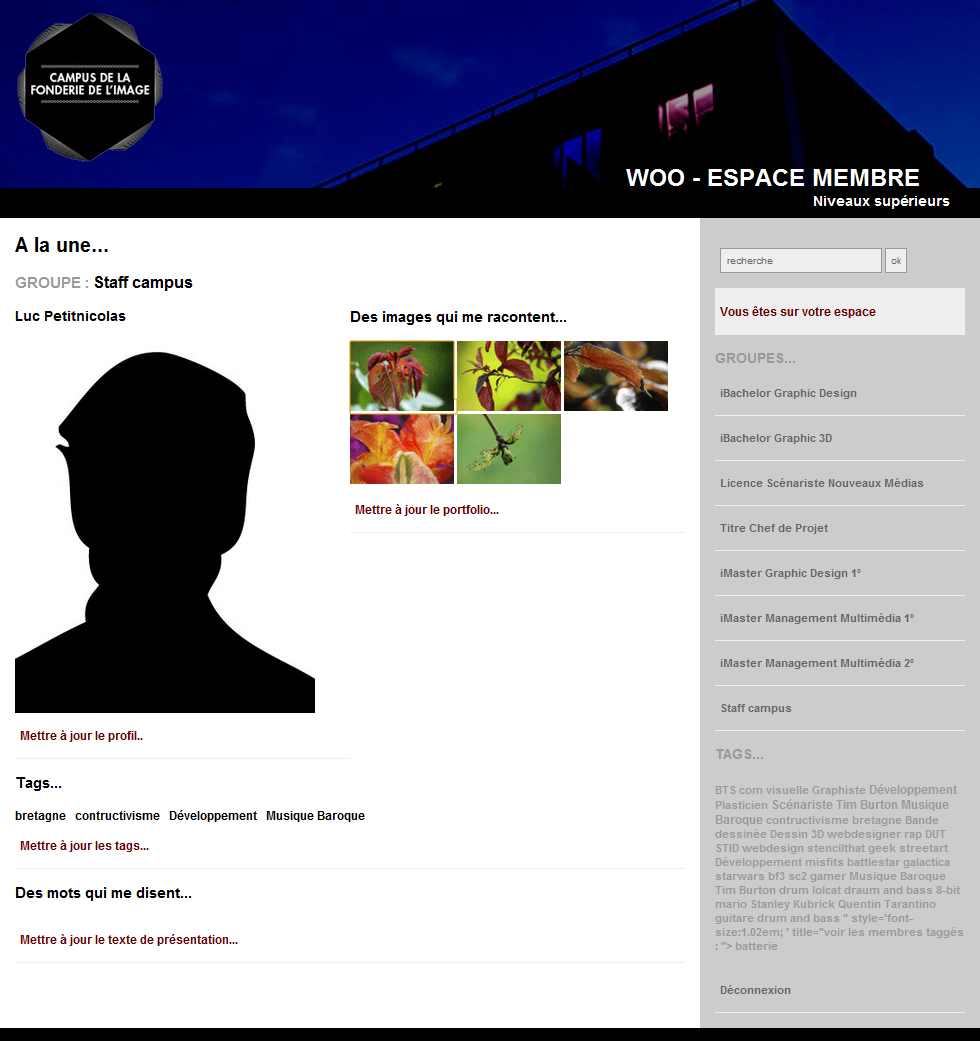 CAMPUS DE LA
FONDERIE DE L'IMAGE
WOO - ESPACE MEMBRE
Niveaux supérieurs
A la une...
GROUPE : Staff campus
Luc Petitnicolas
Mettre à jour le profil..
Des images qui me racontent...
Mettre à jour le portfolio...
Tags...
bretagne contructivisme Développement Musique Baroque
Mettre à jour les tags...
Des mots qui me disent...
Mettre à jour le texte de présentation...
recherche ok
Vous êtes sur votre espace
GROUPES...
iBachelor Graphic Design
iBachelor Graphic 3D
Licence Scénariste Nouveaux Médias
Titre Chef de Projet
iMaster Graphic Design 1°
iMaster Management Multimédia 1°
iMaster Management Multimédia 2°
Staff campus
TAGS...
BTS com visuelle Graphiste Développement
Plasticien Scénariste Tim Burton Musique
Baroque contructivisme bretagne Bande
dessinée Dessin 3D webdesigner rap DUT
STID webdesign stencilthat geek streetart
Dèveloppement misfits battlestar galactica
starwars bf3 sc2 gamer Musique Baroque
Tim Burton drum lolcat draum and bass 8-bit
mario Stanley Kubrick Quentin Tarantino
guitare drum and bass " style='font-
size:1.02em; ' title="voir les membres taggés
: "> batterie
Déconnexion